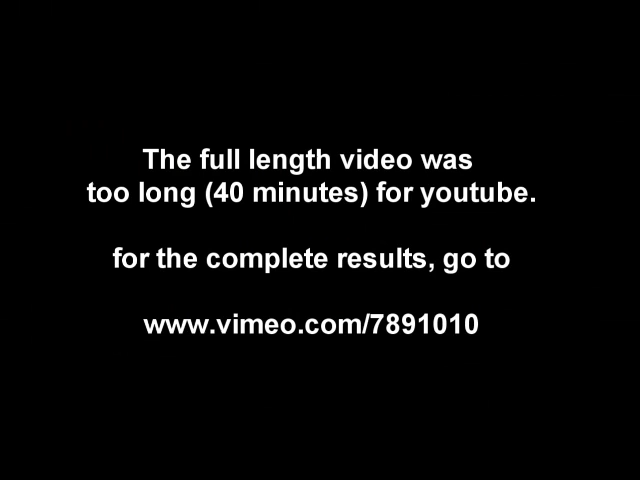 The full length video was
too long (40 minutes) for youtube.
for the complete results, go to
www.vimeo.com/7891010